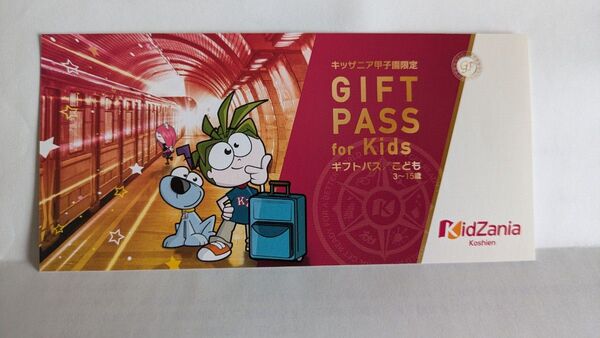 キッザニア甲子園限定
GIFT
PASS
for Kids
ギフトパス／こども
3～15歳
KidZania
Koshien